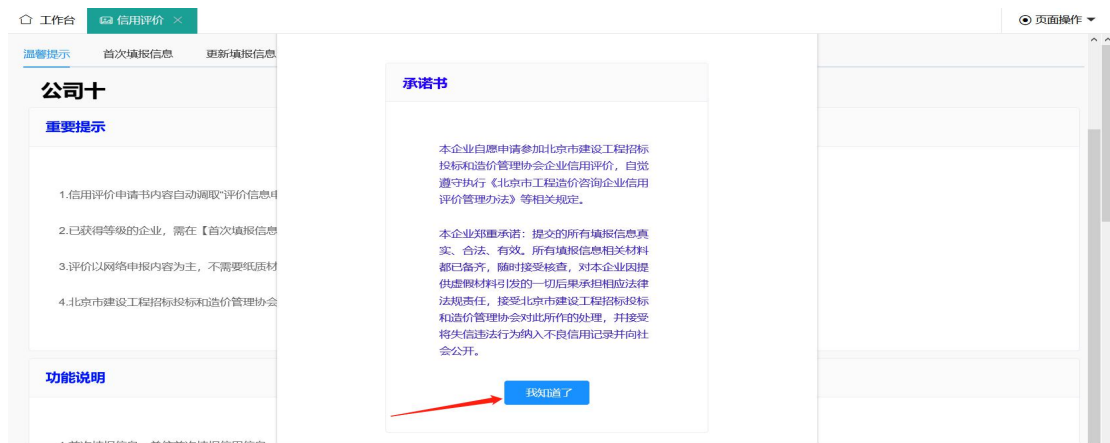 工作台
信用评价 ×
页面操作
温馨提示 首次填报信息 更新填报信息
公司十
重要提示
1.信用评价申请书内容自动调取"评价信息申
2.已获得等级的企业，需在【首次填报信息
3.评价以网络申报内容为主，不需要纸质材
4.北京市建设工程招标投标和造价管理协会
功能说明
承诺书
本企业自愿申请参加北京市建设工程招标
投标和造价管理协会企业信用评价，自觉
遵守执行《北京市工程造价咨询企业信用
评价管理办法》等相关规定。
本企业郑重承诺：提交的所有填报信息真
实、合法、有效。所有填报信息相关材料
都已备齐，随时接受核查，对本企业因提
供虚假材料引发的一切后果承担相应法律
法规责任，接受北京市建设工程招标投标
和造价管理协会对此所作的处理，并接受
将失信违法行为纳入不良信用记录并向社
会公开。
我知道了